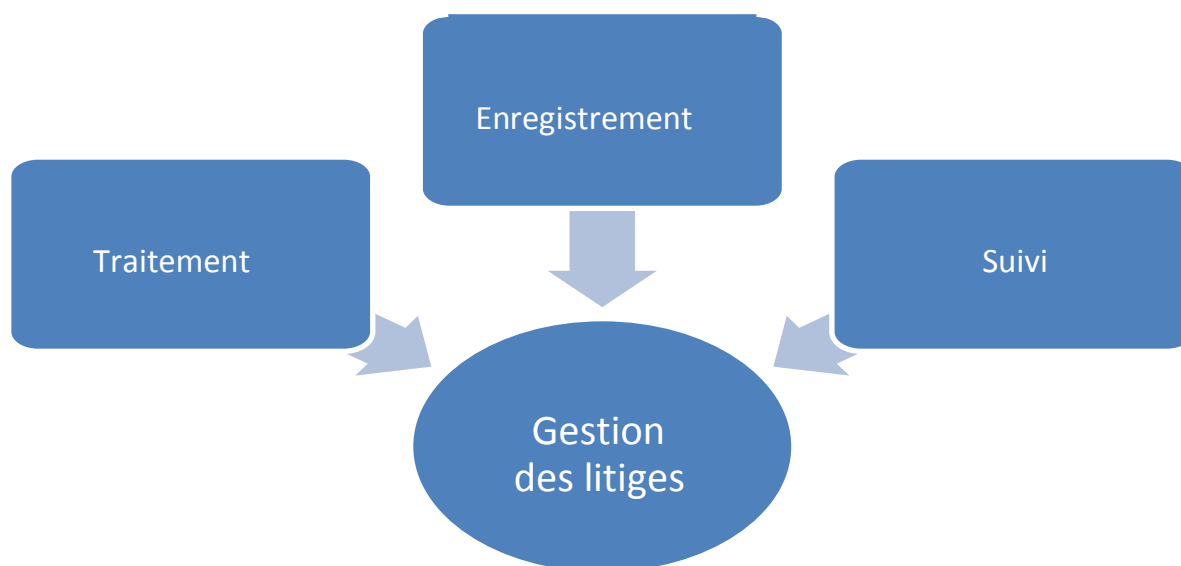 Enregistrement
Traitement
Suivi
Gestion
des litiges